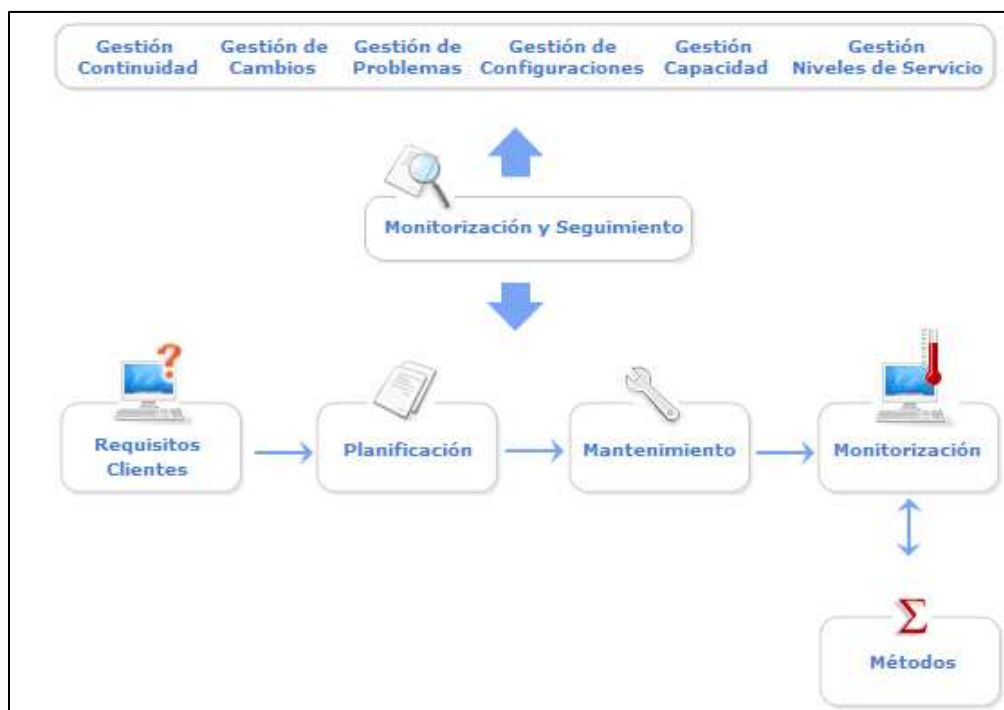 Gestión Continuidad
Gestión de Cambios
Gestión de Problemas
Gestión de Configuraciones
Gestión Capacidad
Gestión Niveles de Servicio
Monitorización y Seguimiento
Requisitos Clientes
Planificación
Mantenimiento
Monitorización
Σ
Métodos